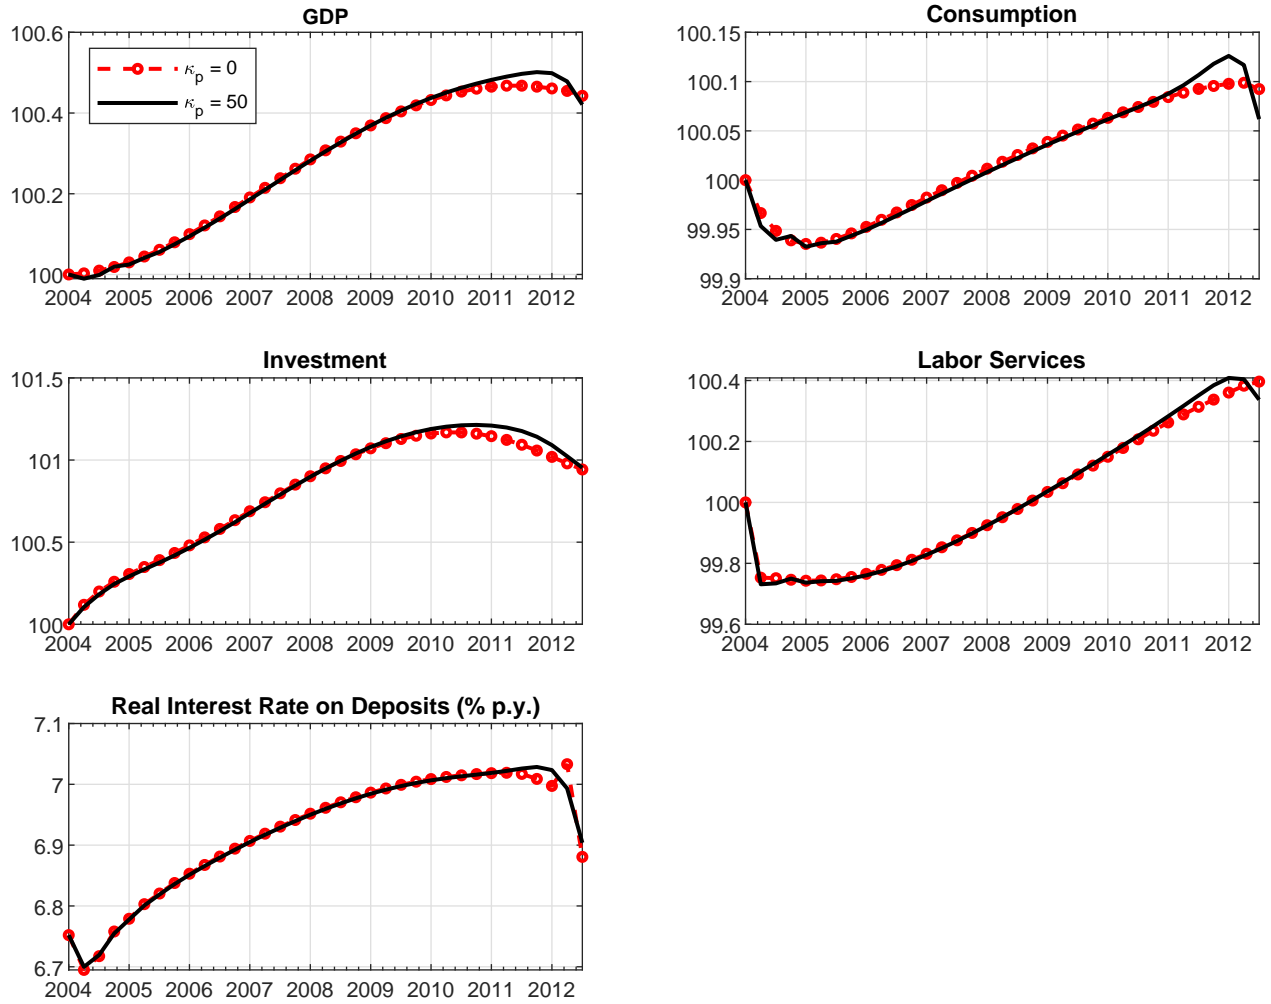 GDP
100.6
100.4
100.2
100
κp = 0
κp = 50
2004 2005 2006 2007 2008 2009 2010 2011 2012
Consumption
100.15
100.1
100.05
100
99.95
99.9
2004 2005 2006 2007 2008 2009 2010 2011 2012
Investment
101.5
101
100.5
100
2004 2005 2006 2007 2008 2009 2010 2011 2012
Labor Services
100.4
100.2
100
99.8
99.6
2004 2005 2006 2007 2008 2009 2010 2011 2012
Real Interest Rate on Deposits (% p.y.)
7.1
7
6.9
6.8
6.7
2004 2005 2006 2007 2008 2009 2010 2011 2012